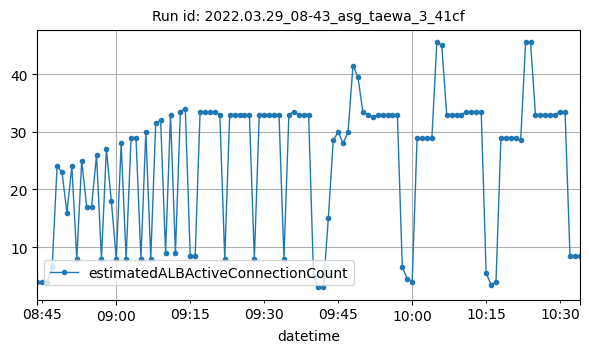 Run id: 2022.03.29_08-43_asg_taewa_3_41cf
40
30
20
10
estimatedALBActiveConnectionCount
08:45 09:00 09:15 09:30 09:45 10:00 10:15 10:30
datetime